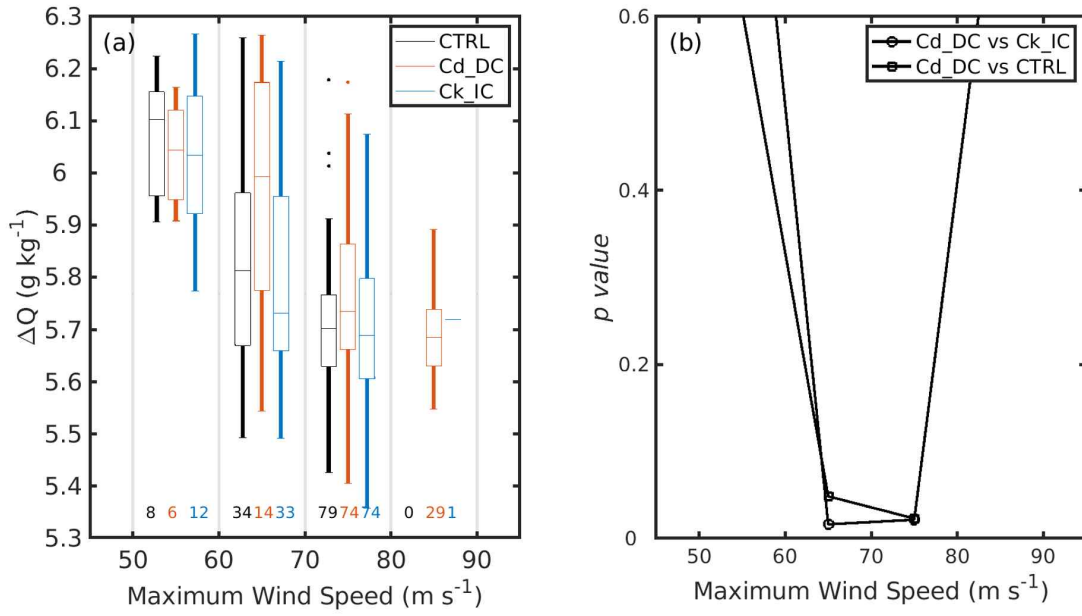 (a)
CTRL
Cd_DC
Ck_IC
6.3
6.2
6.1
6
5.9
5.8
5.7
5.6
5.5
5.4
5.3
ΔQ (g kg⁻¹)
8 6 12 34 14 33 79 74 74 0 29 1
50 60 70 80 90
Maximum Wind Speed (m s⁻¹)
(b)
Cd_DC vs Ck_IC
Cd_DC vs CTRL
0.6
0.4
0.2
0
p value
50 60 70 80 90
Maximum Wind Speed (m s⁻¹)